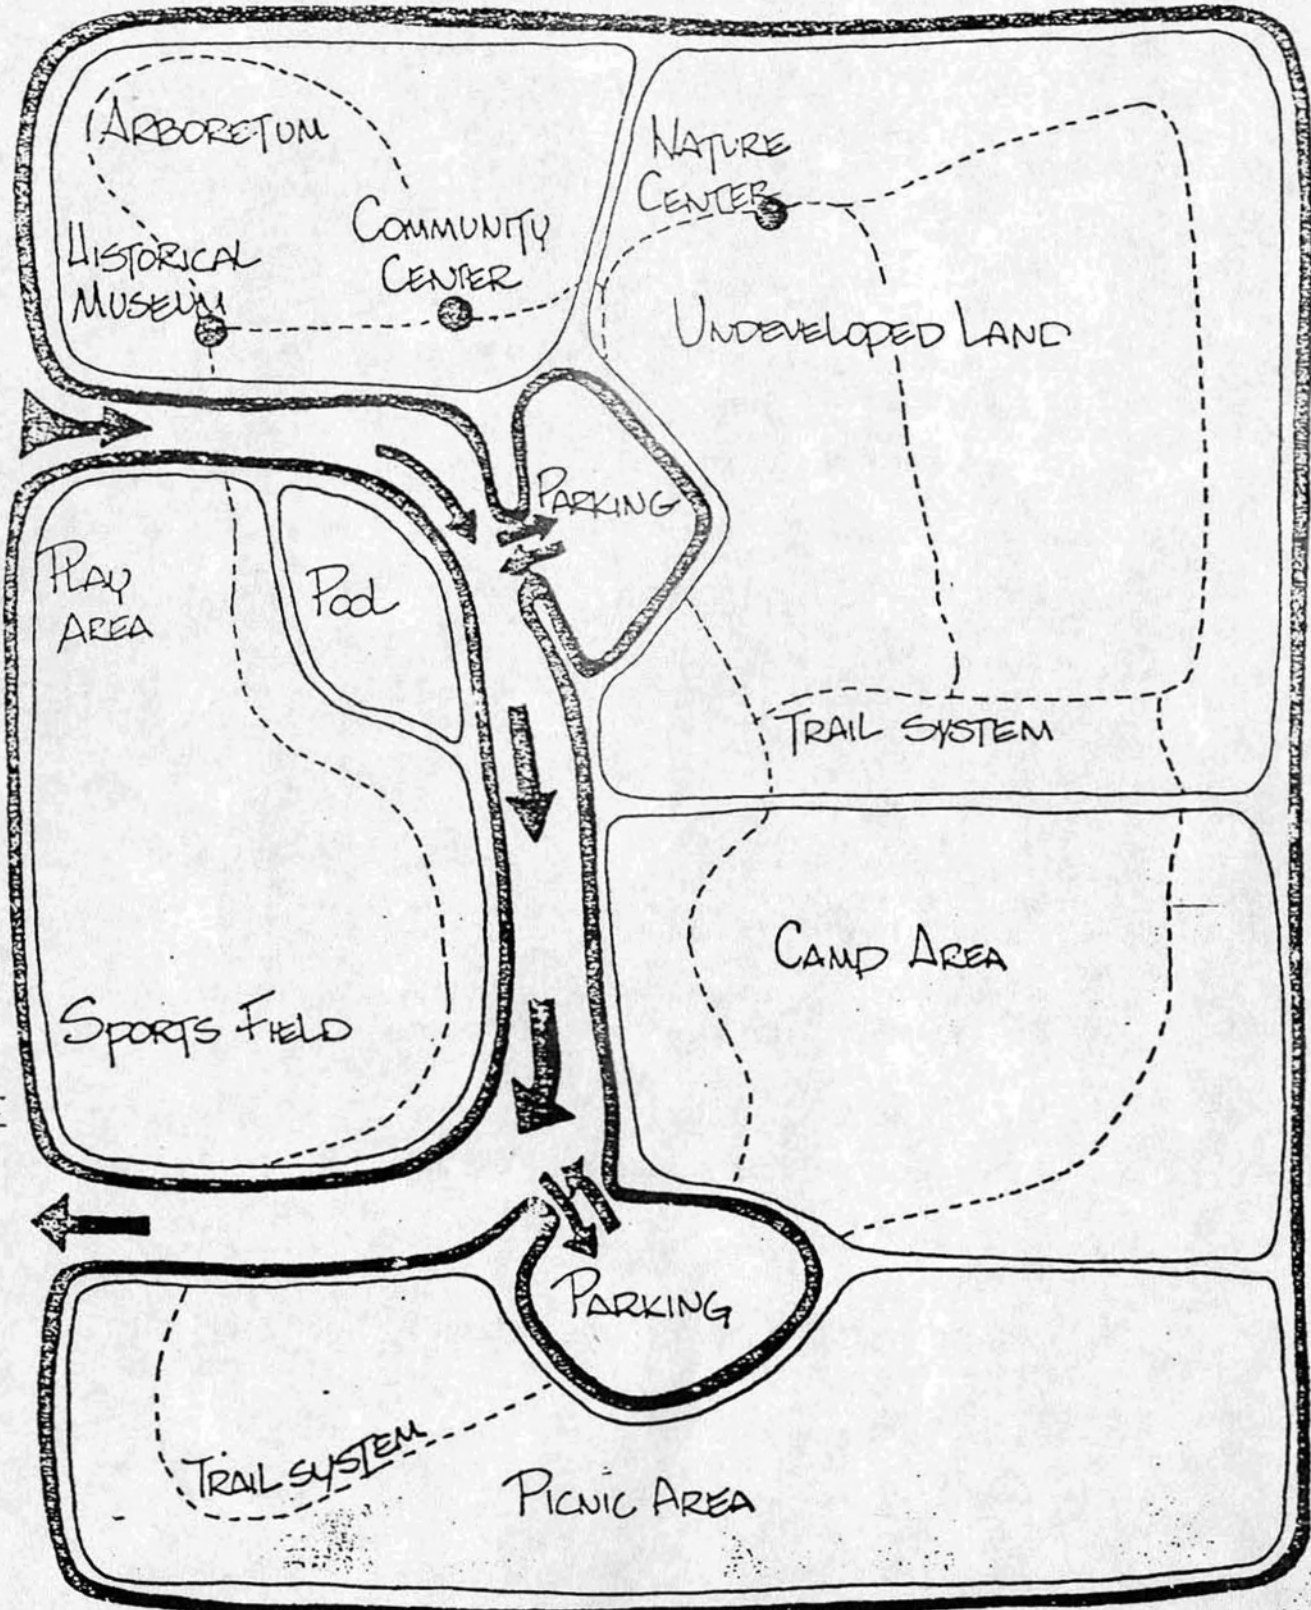 ARBORETUM
HISTORICAL
MUSEUM
COMMUNITY
CENTER
NATURE
CENTER
UNDEVELOPED LAND
PARKING
PLAY
AREA
POOL
TRAIL SYSTEM
CAMP AREA
SPORTS FIELD
PARKING
TRAIL SYSTEM
PICNIC AREA